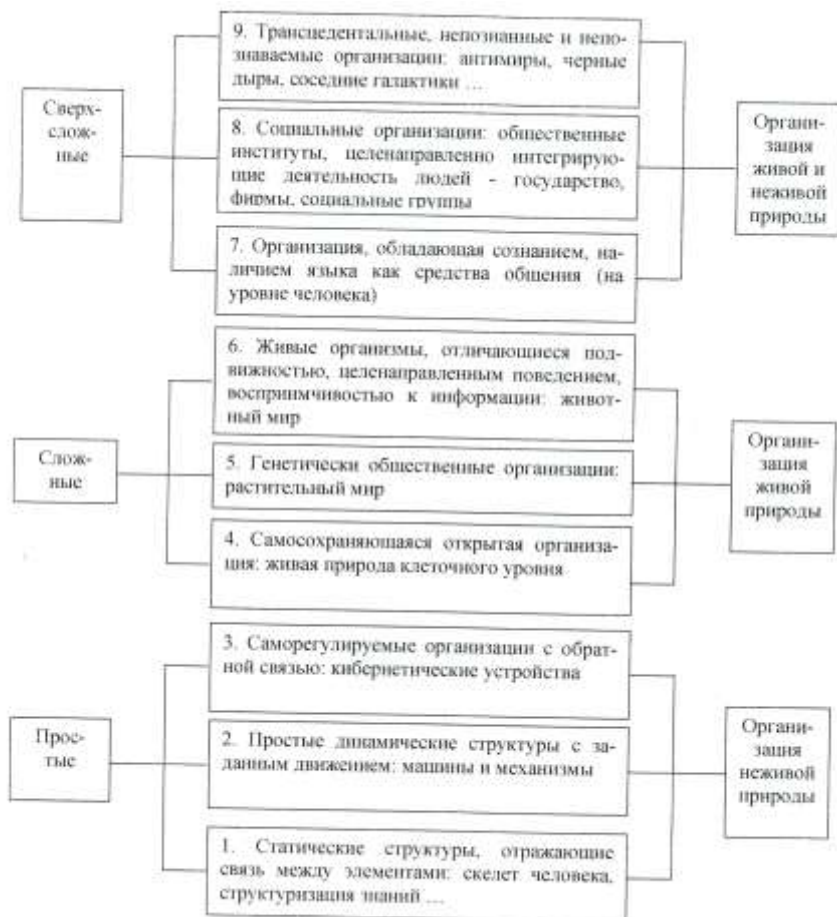 9. Трансцедентальные, непознанные и непо-
знаваемые организации: антимиры, черные
дыры, соседние галактики ...
Сверх-
слож-
ные
8. Социальные организации: общественные
институты, целенаправленно интегрирую-
щие деятельность людей - государство,
фирмы, социальные группы
Органи-
зация
живой и
неживой
природы
7. Организация, обладающая сознанием, на-
личием языка как средства общения (на
уровне человека)
6. Живые организмы, отличающиеся под-
вижностью, целенаправленным поведением,
восприимчивостью к информации: живот-
ный мир
Слож-
ные
5. Генетически общественные организации:
растительный мир
Органи-
зация
живой
природы
4. Самосохраняющаяся открытая организа-
ция: живая природа клеточного уровня
3. Саморегулируемые организации с обрат-
ной связью: кибернетические устройства
Прос-
тые
2. Простые динамические структуры с за-
данным движением: машины и механизмы
Органи-
зация
неживой
природы
1. Статические структуры, отражающие
связь между элементами: скелет человека,
структуризация знаний ...